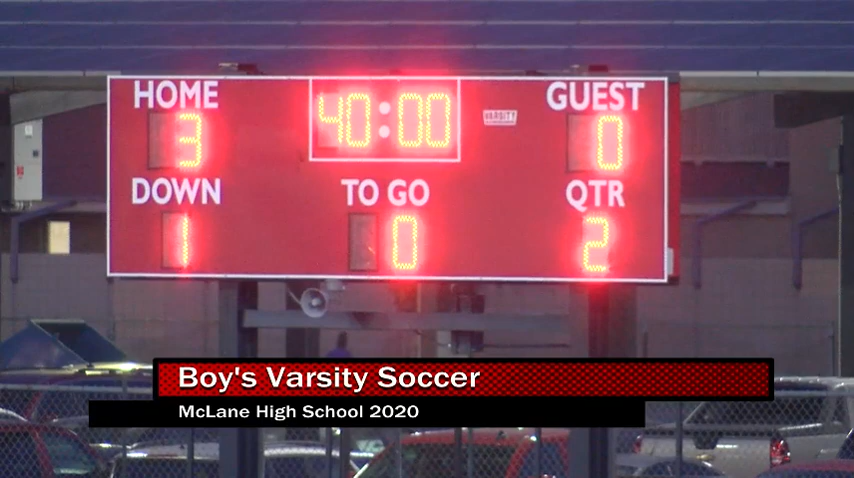 HOME 40:00 VARSITY GUEST
3 0
DOWN TO GO QTR
1 0 2
Boy's Varsity Soccer
McLane High School 2020